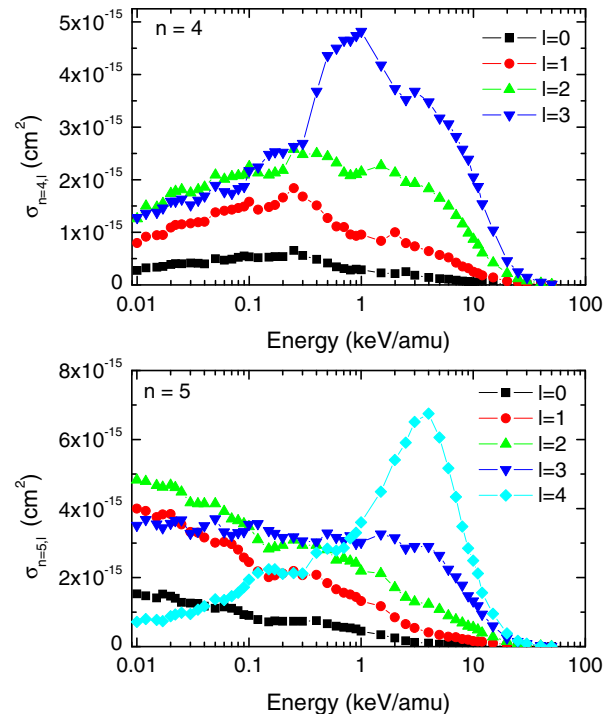 n = 4
5x10⁻¹⁵
4x10⁻¹⁵
3x10⁻¹⁵
2x10⁻¹⁵
1x10⁻¹⁵
0
σn=4,l (cm²)
l=0
l=1
l=2
l=3
0.01 0.1 1 10 100
Energy (keV/amu)
n = 5
8x10⁻¹⁵
6x10⁻¹⁵
4x10⁻¹⁵
2x10⁻¹⁵
0
σn=5,l (cm²)
l=0
l=1
l=2
l=3
l=4
0.01 0.1 1 10 100
Energy (keV/amu)